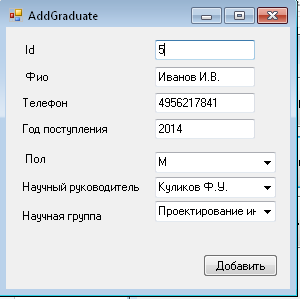 AddGraduate
Id 5
Фио Иванов И.В.
Телефон 4956217841
Год поступления 2014
Пол М
Научный руководитель Куликов Ф.У.
Научная группа Проектирование
Добавить